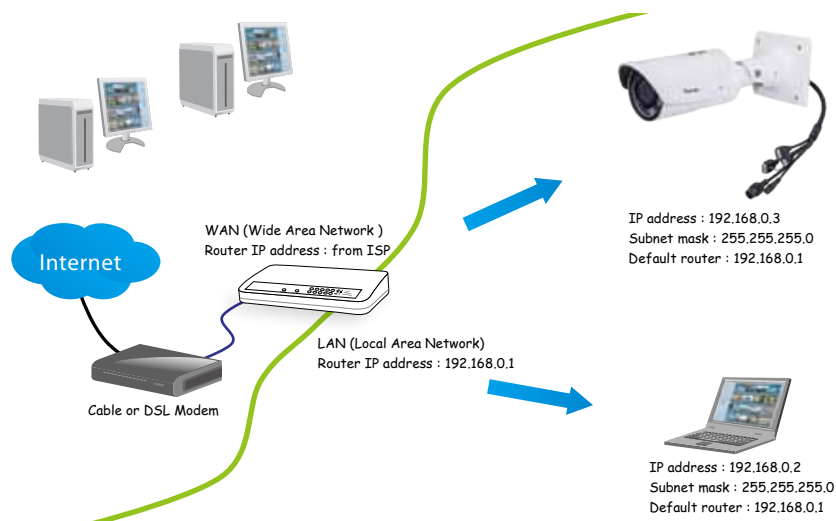 WAN (Wide Area Network )
Router IP address : from ISP
Internet
LAN (Local Area Network)
Router IP address : 192.168.0.1
Cable or DSL Modem
IP address : 192.168.0.3
Subnet mask : 255.255.255.0
Default router : 192.168.0.1
IP address : 192.168.0.2
Subnet mask : 255.255.255.0
Default router : 192.168.0.1